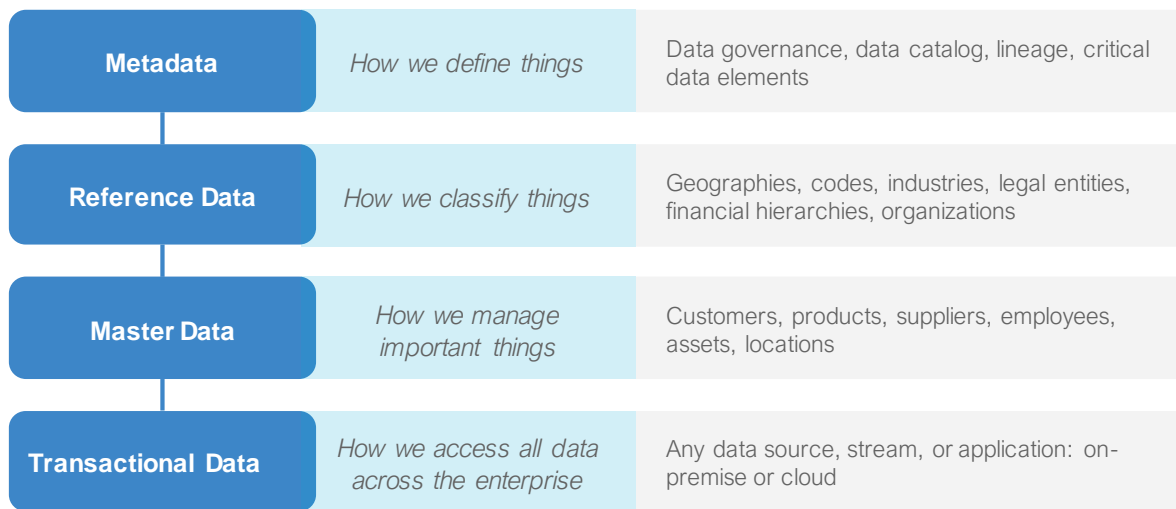 Metadata
How we define things
Data governance, data catalog, lineage, critical
data elements
Reference Data
How we classify things
Geographies, codes, industries, legal entities,
financial hierarchies, organizations
Master Data
How we manage
important things
Customers, products, suppliers, employees,
assets, locations
Transactional Data
How we access all data
across the enterprise
Any data source, stream, or application: on-
premise or cloud